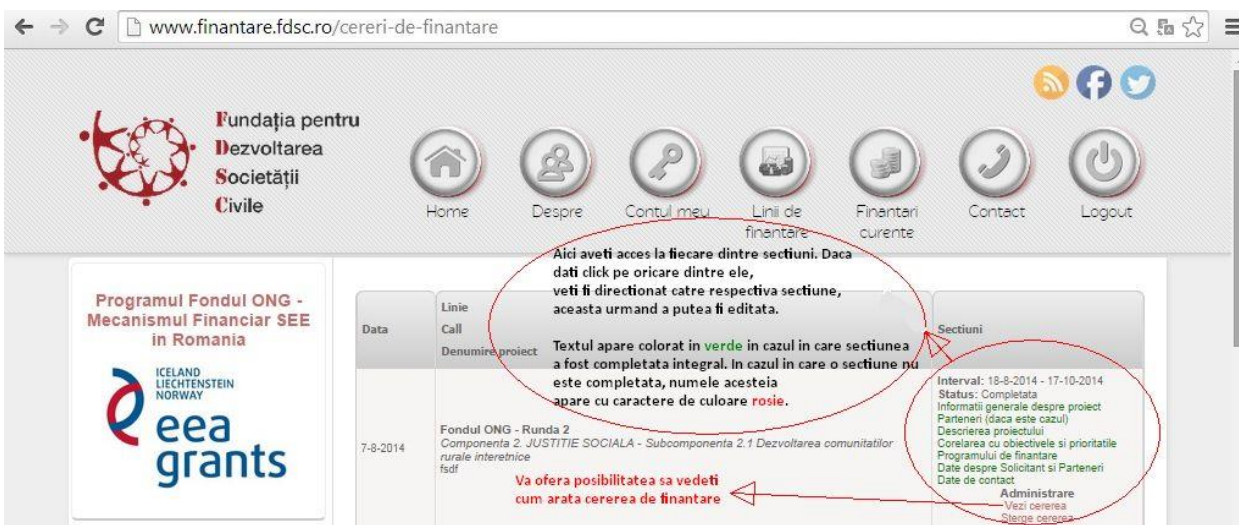 www.finantare.fdsc.ro/cereri-de-finantare
Fundația pentru
Dezvoltarea
Societății
Civile
Home
Despre
Contul meu
Linii de
finantare
Finantari
curente
Contact
Logout
Programul Fondul ONG -
Mecanismul Financiar SEE
in Romania
ICELAND
LIECHTENSTEIN
NORWAY
eea
grants
Aici aveti acces la fiecare dintre sectiuni. Daca
dati click pe oricare dintre ele,
veti fi directionat catre respectiva sectiune,
aceasta urmand a putea fi editata.
Textul apare colorat in verde in cazul in care sectiunea
a fost completata integral. In cazul in care o sectiune nu
este completata, numele acesteia
apare cu caractere de culoare rosie.
Data
Linie
Call
Denumire proiect
Sectiuni
7-8-2014
Fondul ONG - Runda 2
Componenta 2. JUSTITIE SOCIALA - Subcomponenta 2.1 Dezvoltarea comunitatilor
rurale interetnice
fsdf
Va ofera posibilitatea sa vedeti
cum arata cererea de finantare
Interval: 18-8-2014 - 17-10-2014
Status: Completata
Informatii generale despre proiect
Parteneri (daca este cazul)
Descrierea proiectului
Corelarea cu obiectivele si prioritatile
Programului de finantare
Date despre Solicitant si Parteneri
Date de contact
Administrare
Vezi cererea
Sterge cererea